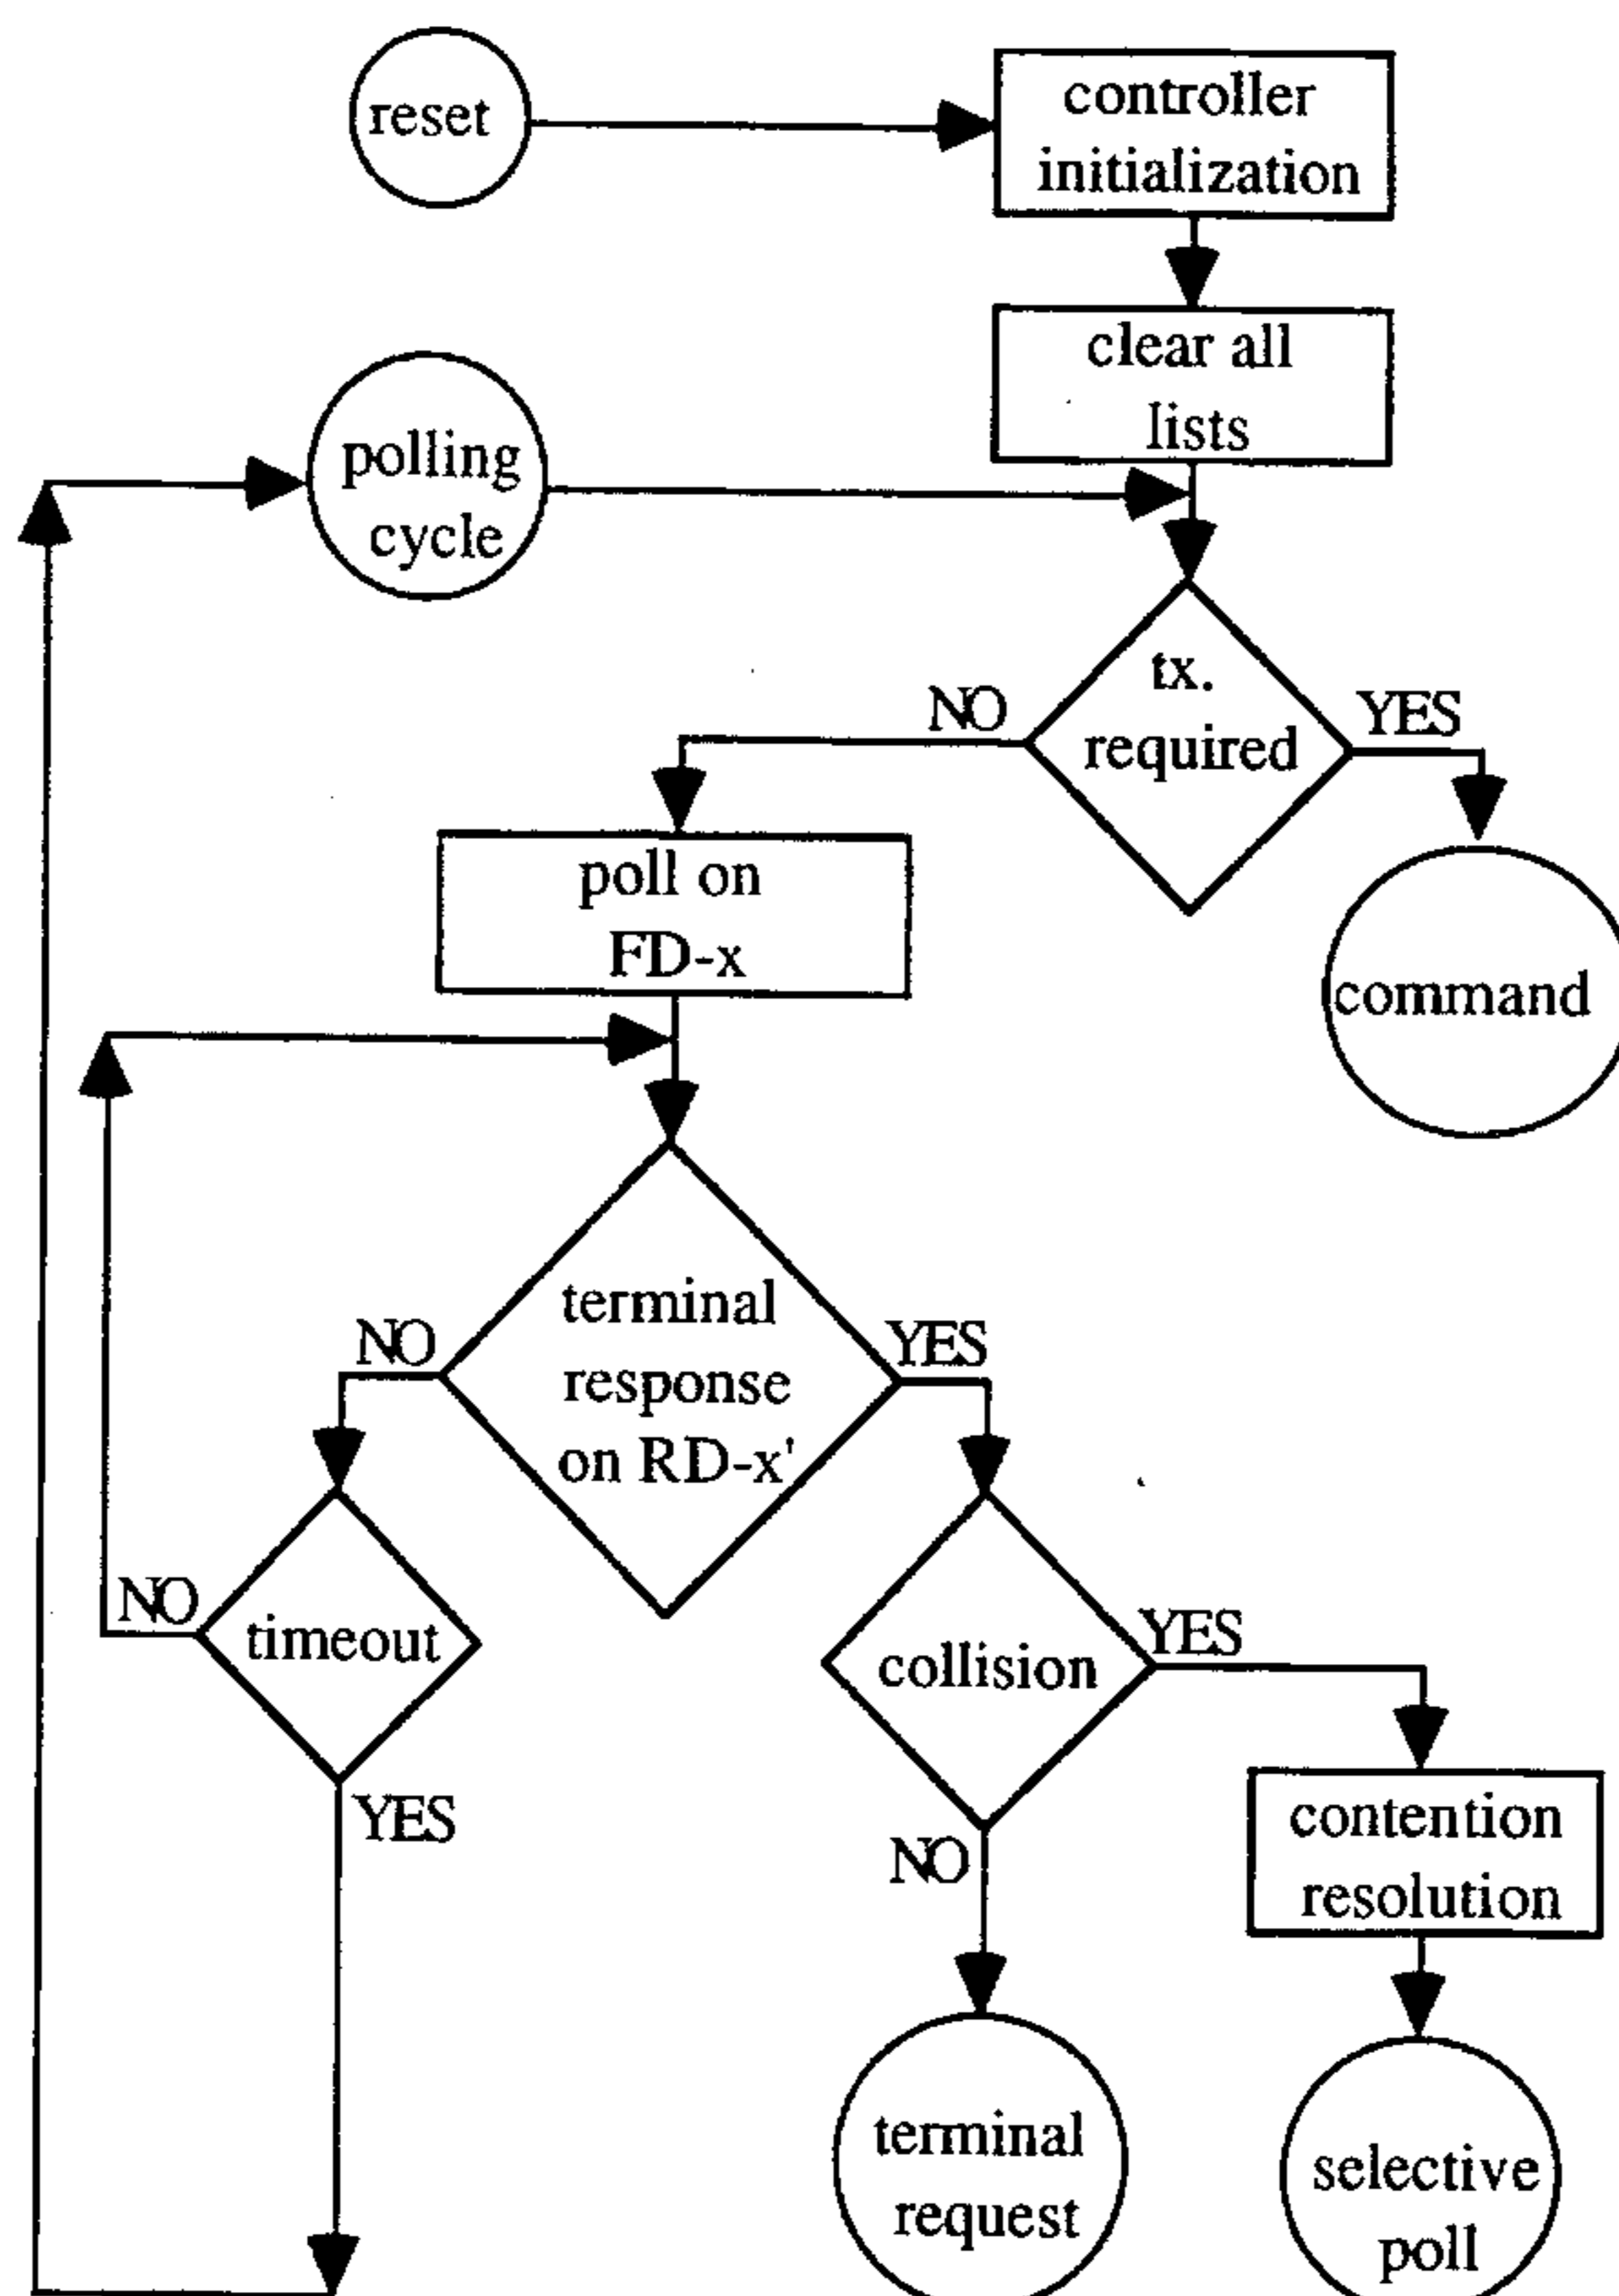 reset
controller
initialization
clear all
lists
polling
cycle
tx.
required
NO
YES
poll on
FD-x
command
terminal
response
on RD-x'
NO
YES
timeout
NO
YES
collision
YES
NO
contention
resolution
terminal
request
selective
poll